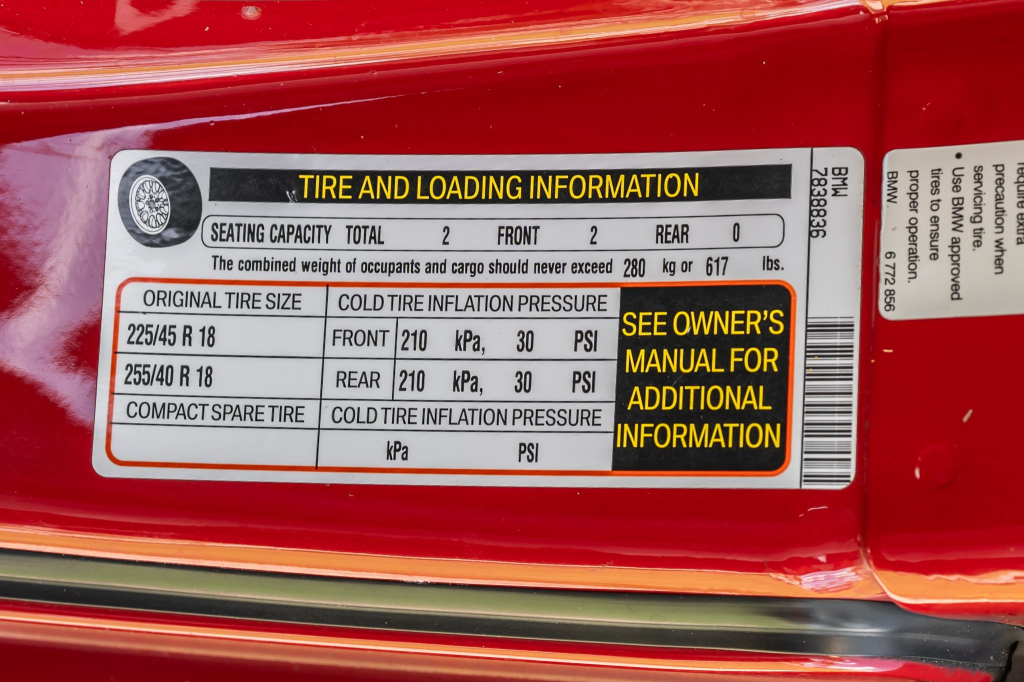 TIRE AND LOADING INFORMATION
SEATING CAPACITY TOTAL 2 FRONT 2 REAR 0
The combined weight of occupants and cargo should never exceed 280 kg or 617 lbs.
ORIGINAL TIRE SIZE COLD TIRE INFLATION PRESSURE
225/45 R 18 FRONT 210 kPa, 30 PSI
255/40 R 18 REAR 210 kPa, 30 PSI
COMPACT SPARE TIRE COLD TIRE INFLATION PRESSURE
kPa PSI
SEE OWNER'S
MANUAL FOR
ADDITIONAL
INFORMATION
BMW
7838836
require extra
precaution when
servicing tire.
• Use BMW approved
tires to ensure
proper operation.
BMW 6 772 856